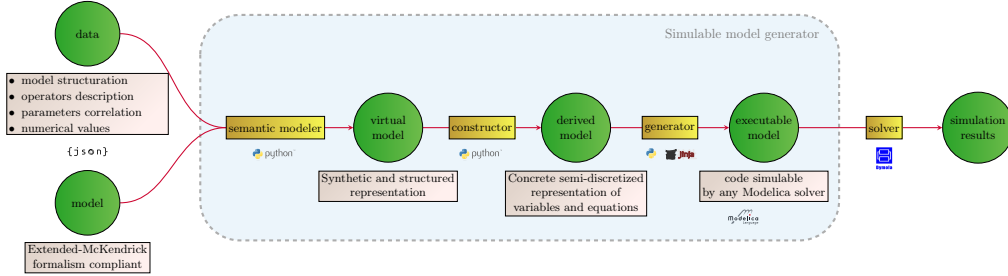 Simulable model generator
data
• model structuration
• operators description
• parameters correlation
• numerical values
{json}
model
Extended-McKendrick
formalism compliant
semantic modeler
python
virtual
model
Synthetic and structured
representation
constructor
python
derived
model
Concrete semi-discretized
representation of
variables and equations
generator
Jinja
executable
model
code simulable
by any Modelica solver
Modelica
solver
Dymola
simulation
results